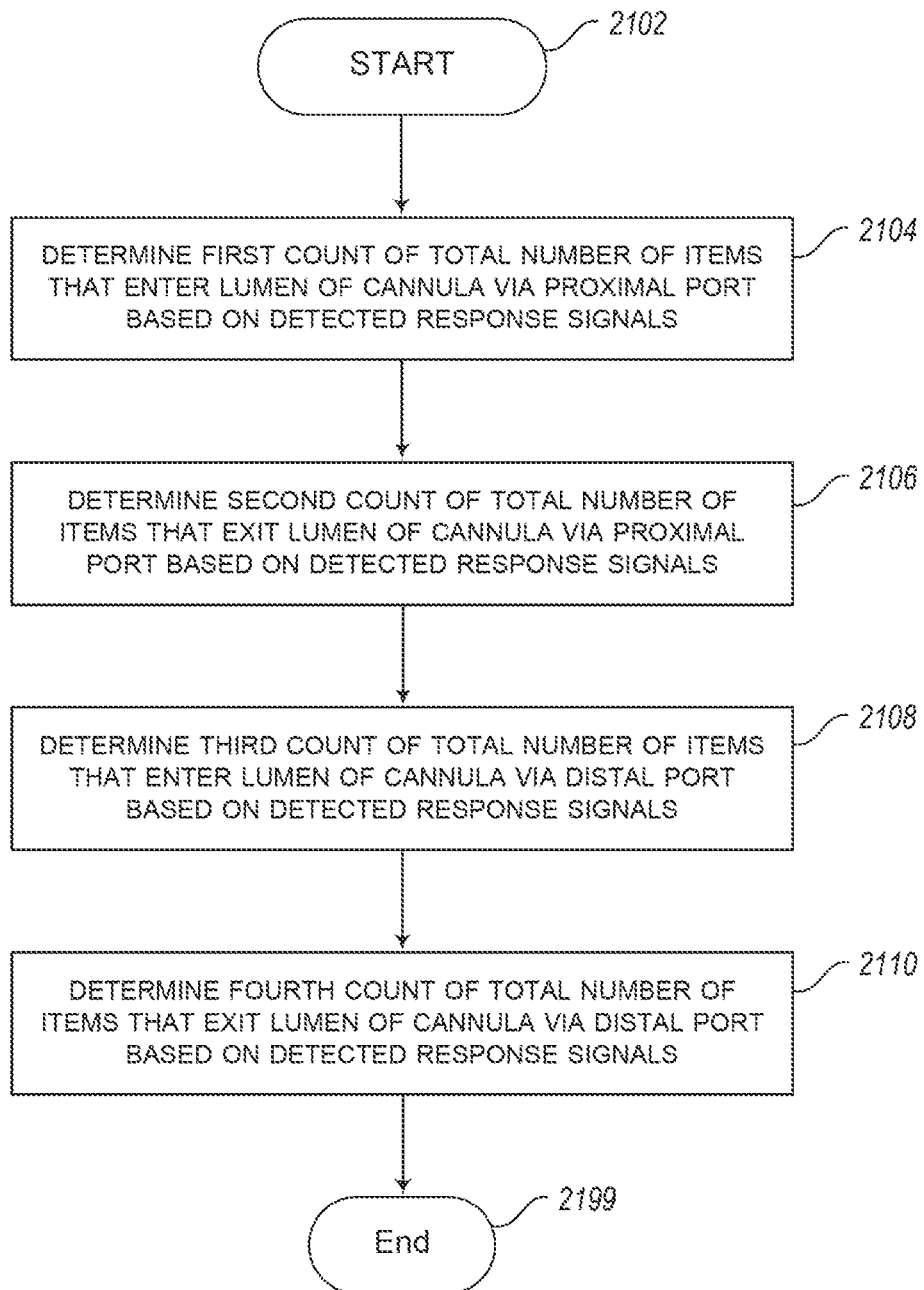 2102
START
2104
DETERMINE FIRST COUNT OF TOTAL NUMBER OF ITEMS
THAT ENTER LUMEN OF CANNULA VIA PROXIMAL PORT
BASED ON DETECTED RESPONSE SIGNALS
2106
DETERMINE SECOND COUNT OF TOTAL NUMBER OF
ITEMS THAT EXIT LUMEN OF CANNULA VIA PROXIMAL
PORT BASED ON DETECTED RESPONSE SIGNALS
2108
DETERMINE THIRD COUNT OF TOTAL NUMBER OF ITEMS
THAT ENTER LUMEN OF CANNULA VIA DISTAL PORT
BASED ON DETECTED RESPONSE SIGNALS
2110
DETERMINE FOURTH COUNT OF TOTAL NUMBER OF
ITEMS THAT EXIT LUMEN OF CANNULA VIA DISTAL PORT
BASED ON DETECTED RESPONSE SIGNALS
2199
End